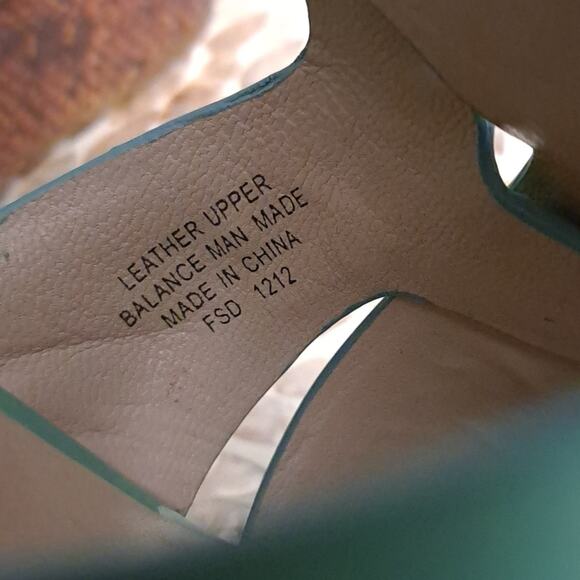 LEATHER UPPER
BALANCE MAN MADE
MADE IN CHINA
FSD 1212